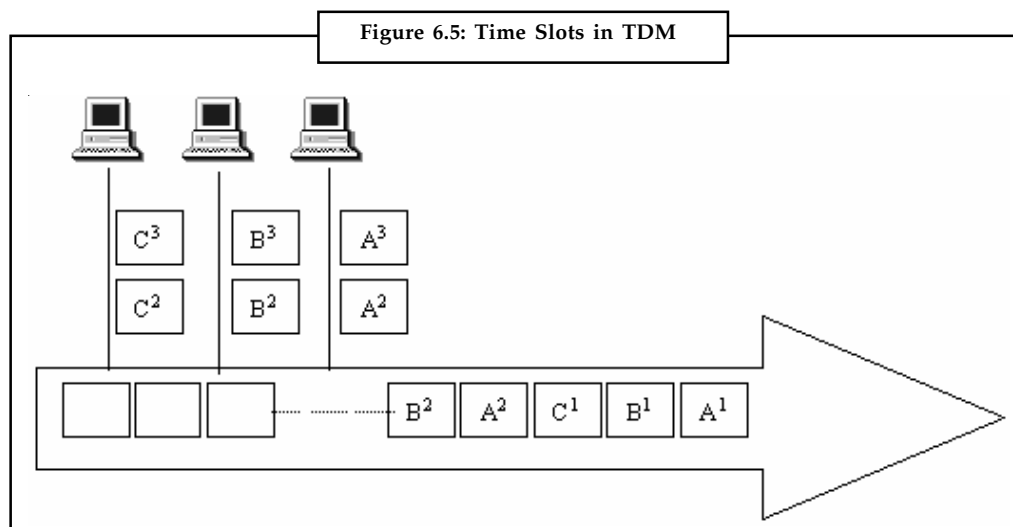 Figure 6.5: Time Slots in TDM
C³ B³ A³
C² B² A²
B² A² C¹ B¹ A¹